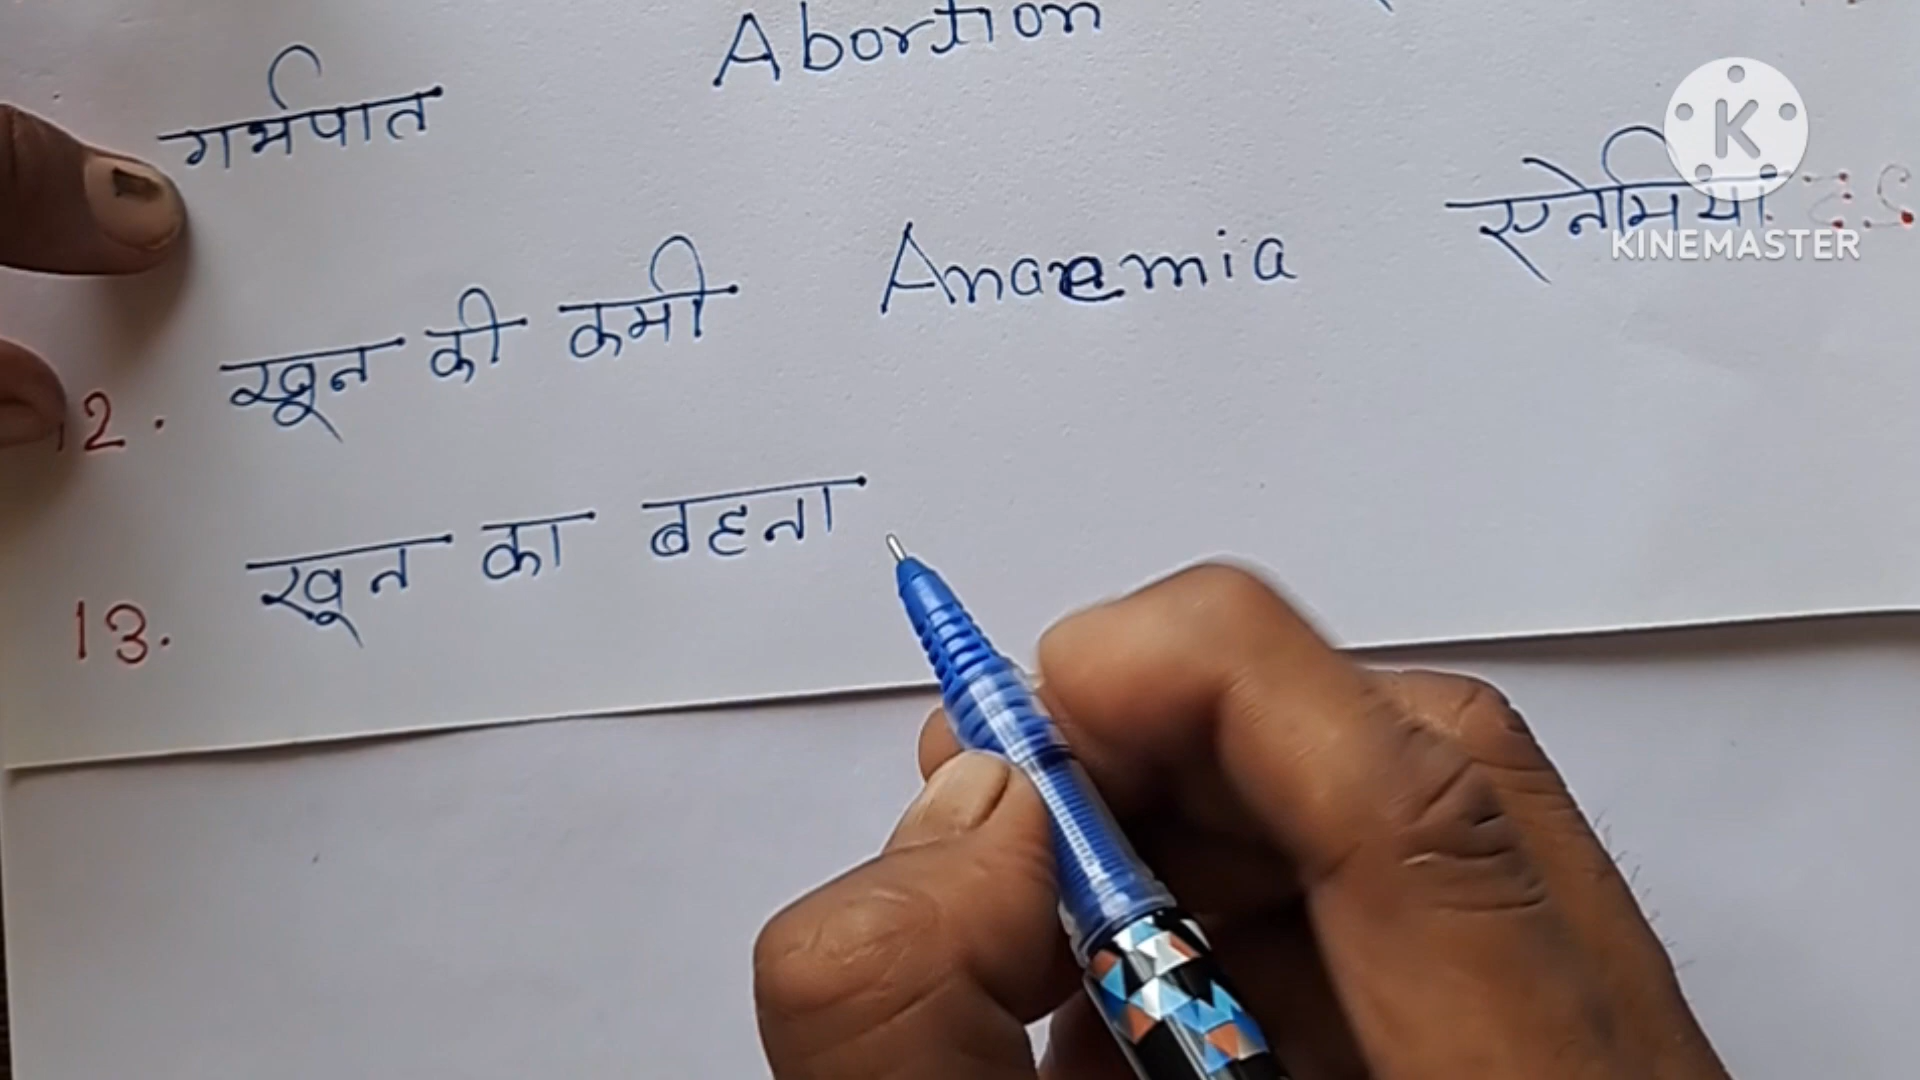 गर्भपात Abortion
12. खून की कमी Anaemia एनेमिया
13. खून का बहना
KINEMASTER